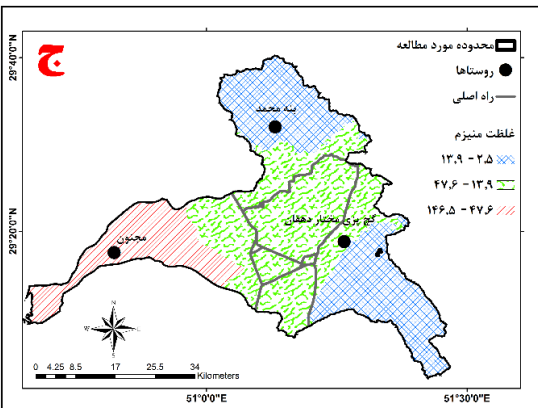 ج
29°40'0"N
29°20'0"N
محدوده مورد مطالعه
روستاها
راه اصلی
غلظت منیزم
۲.۵ - ۱۳.۹
۱۳.۹ - ۴۷.۶
۴۷.۶ - ۱۴۶.۵
بنه محمد
گچ پری مختار دهقان
مجنون
N
W
E
S
0 4.25 8.5 17 25.5 34
Kilometers
51°0'0"E
51°30'0"E